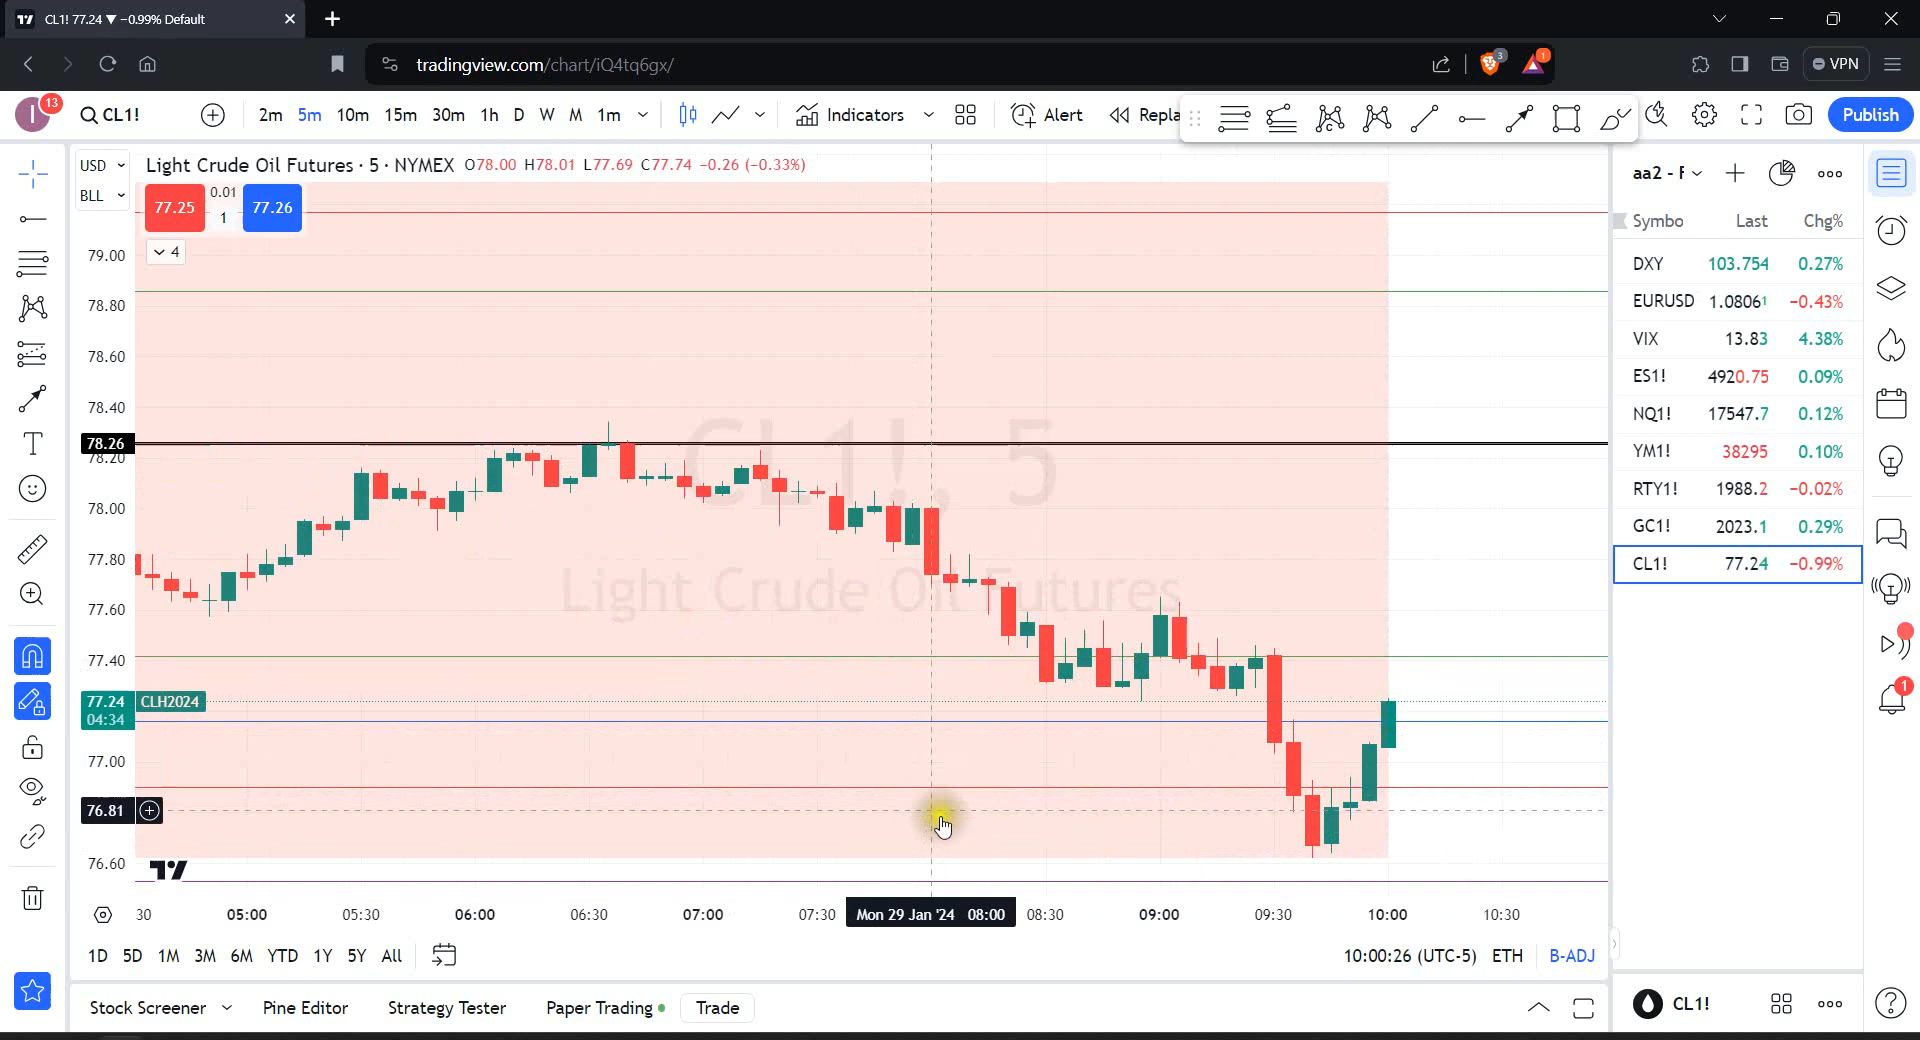 CL1! 77.24 ▼ −0.99% Default
tradingview.com/chart/iQ4tq6gx/
3
1
VPN
I
13
CL1!
2m 5m 10m 15m 30m 1h D W M 1m
Indicators
Alert
Publish
USD
BLL
Light Crude Oil Futures · 5 · NYMEX O78.00 H78.01 L77.69 C77.74 −0.26 (−0.33%)
77.25
0.01
1
77.26
4
79.00
78.80
78.60
78.40
78.26
78.20
78.00
77.80
77.60
77.40
77.24 CLH2024
04:34
77.00
76.81
76.60
CL1!, 5
Light Crude Oil Futures
30 05:00 05:30 06:00 06:30 07:00 07:30 Mon 29 Jan '24 08:00 08:30 09:00 09:30 10:00 10:30
1D 5D 1M 3M 6M YTD 1Y 5Y All
10:00:26 (UTC-5) ETH B-ADJ
Stock Screener Pine Editor Strategy Tester Paper Trading Trade
Symbo Last Chg%
DXY 103.754 0.27%
EURUSD 1.08061 −0.43%
VIX 13.83 4.38%
ES1! 4920.75 0.09%
NQ1! 17547.7 0.12%
YM1! 38295 0.10%
RTY1! 1988.2 −0.02%
GC1! 2023.1 0.29%
CL1! 77.24 −0.99%
CL1!
1